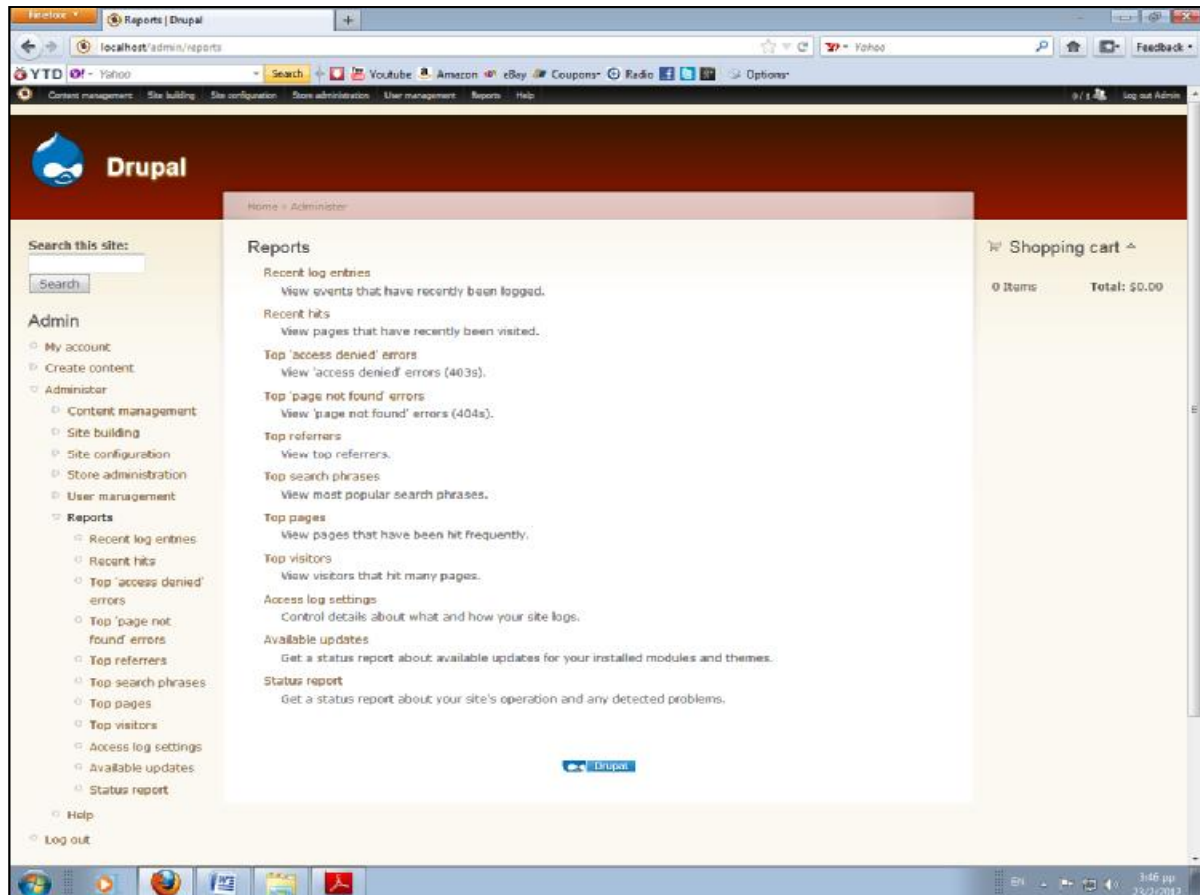 Firefox
Reports | Drupal
localhost/admin/reports
Yahoo
Feedback
YTD
- Yahoo
Search
Youtube Amazon eBay Coupons Radio Options
Content management Site building Site configuration Store administration User management Reports Help
0 / 1 Log out Admin
Drupal
Home » Administer
Search this site:
Search
Admin
My account
Create content
Administer
Content management
Site building
Site configuration
Store administration
User management
Reports
Recent log entries
Recent hits
Top 'access denied'
errors
Top 'page not
found' errors
Top referrers
Top search phrases
Top pages
Top visitors
Access log settings
Available updates
Status report
Help
Log out
Reports
Recent log entries
View events that have recently been logged.
Recent hits
View pages that have recently been visited.
Top 'access denied' errors
View 'access denied' errors (403s).
Top 'page not found' errors
View 'page not found' errors (404s).
Top referrers
View top referrers.
Top search phrases
View most popular search phrases.
Top pages
View pages that have been hit frequently.
Top visitors
View visitors that hit many pages.
Access log settings
Control details about what and how your site logs.
Available updates
Get a status report about available updates for your installed modules and themes.
Status report
Get a status report about your site's operation and any detected problems.
Drupal
Shopping cart
0 Items Total: $0.00
EN
3:46 μμ